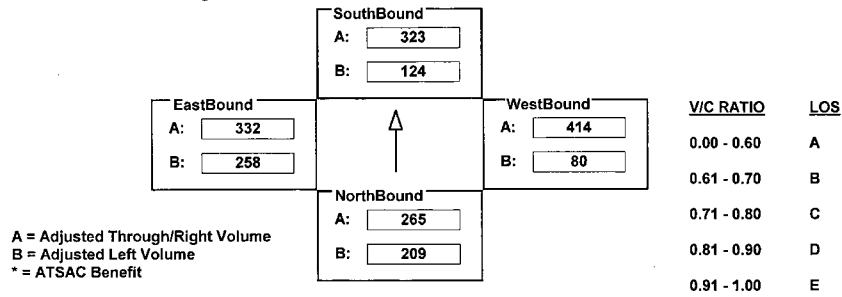 SouthBound
A: 323
B: 124
EastBound
A: 332
B: 258
WestBound
A: 414
B: 80
NorthBound
A: 265
B: 209
A = Adjusted Through/Right Volume
B = Adjusted Left Volume
* = ATSAC Benefit
V/C RATIO LOS
0.00 - 0.60 A
0.61 - 0.70 B
0.71 - 0.80 C
0.81 - 0.90 D
0.91 - 1.00 E